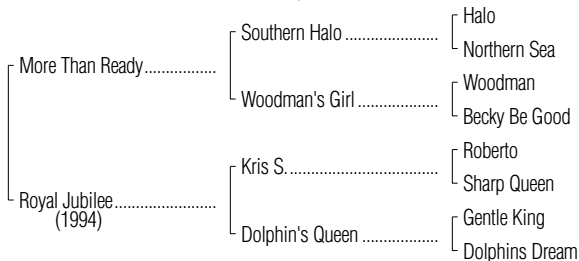 Halo
Southern Halo ....................
Northern Sea
More Than Ready................
Woodman
Woodman's Girl .................
Becky Be Good
Roberto
Kris S. ................................
Sharp Queen
Royal Jubilee......................
(1994)
Gentle King
Dolphin's Queen ................
Dolphins Dream